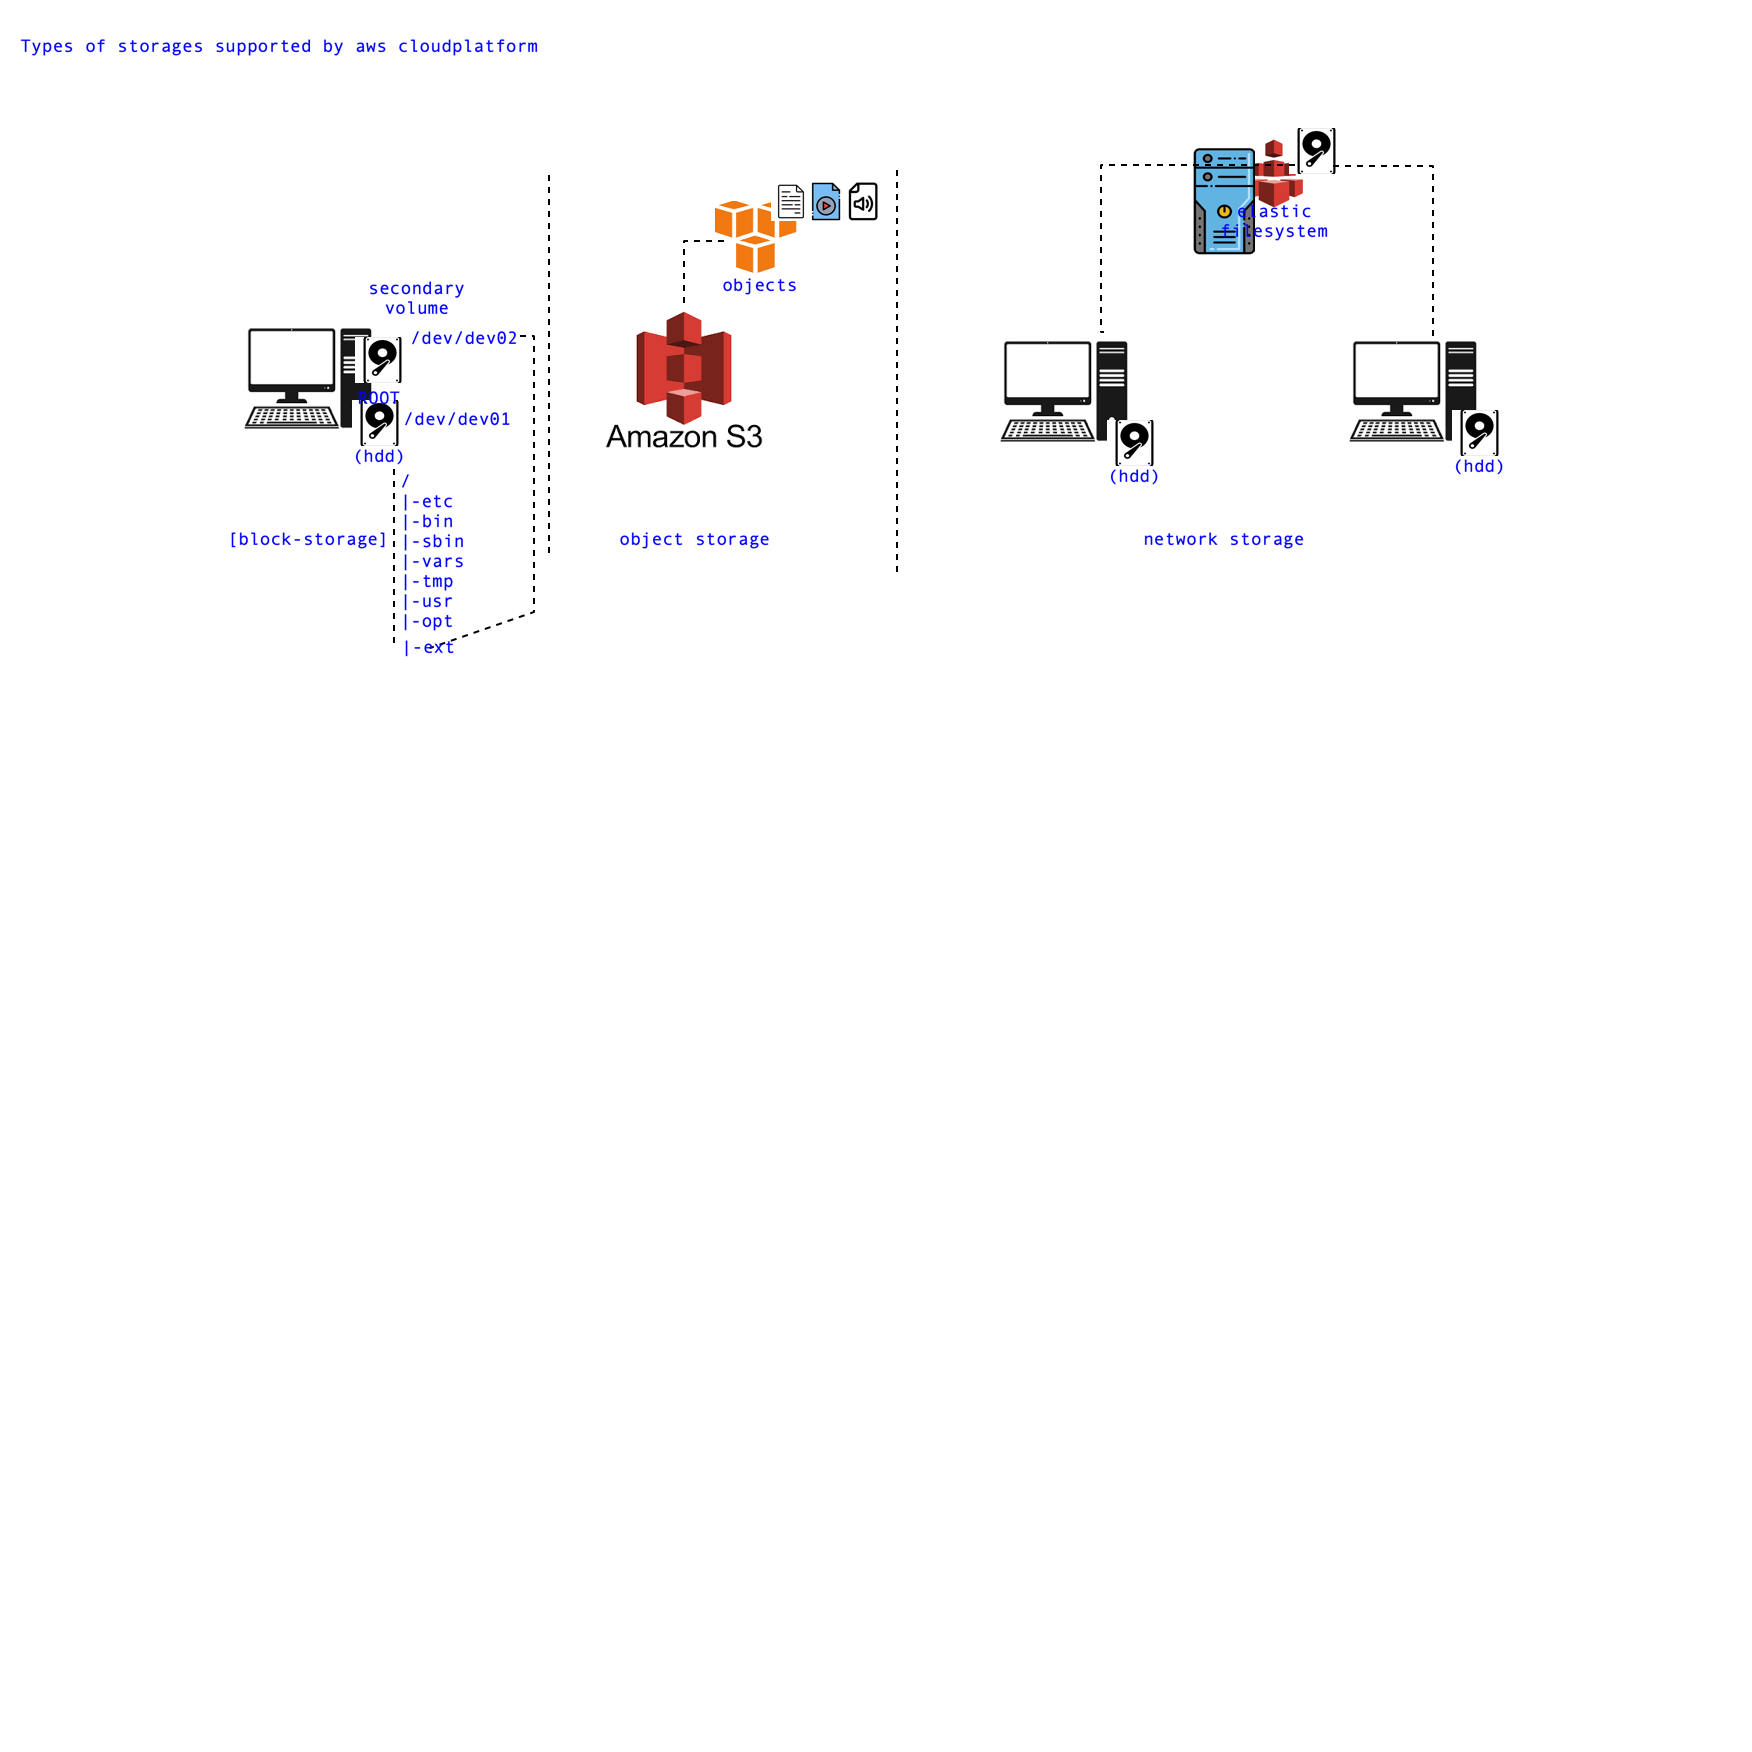 Types of storages supported by aws cloudplatform
secondary
volume
/dev/dev02
ROOT
/dev/dev01
(hdd)
/
|-etc
|-bin
|-sbin
|-vars
|-tmp
|-usr
|-opt
|-ext
[block-storage]
objects
Amazon S3
object storage
elastic
filesystem
(hdd)
(hdd)
network storage